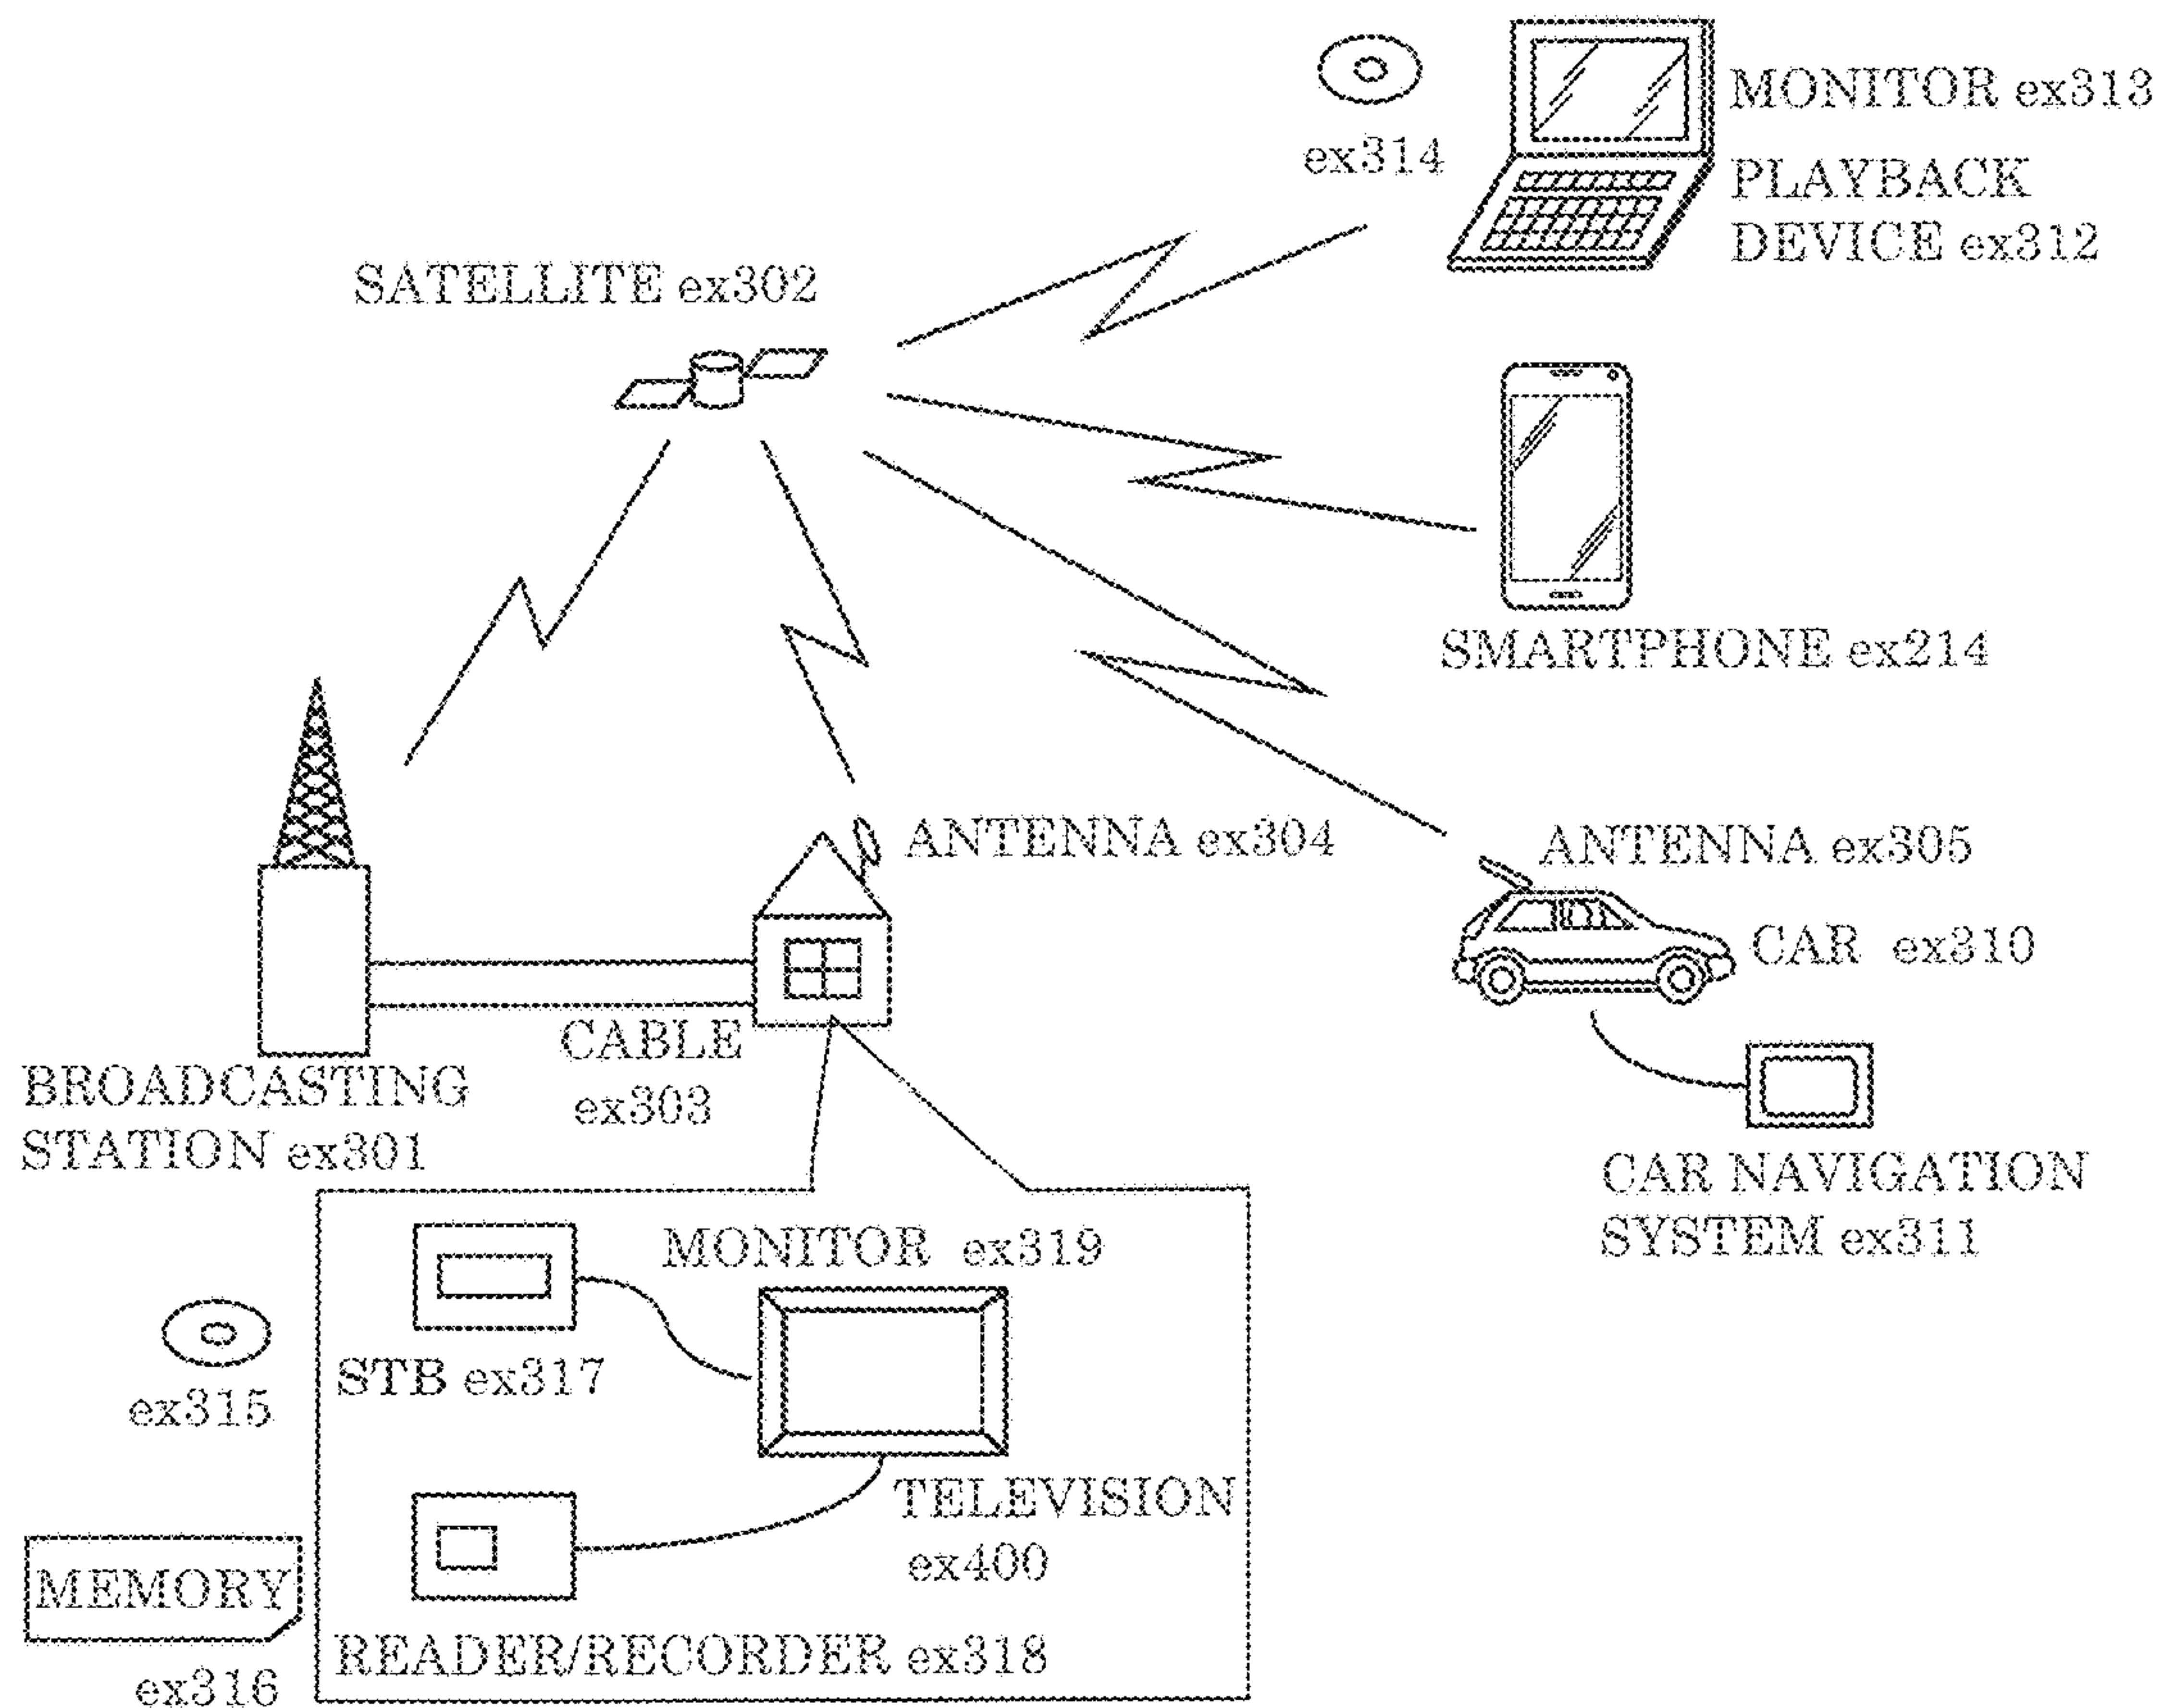 MONITOR ex313
ex314
PLAYBACK
DEVICE ex312
SATELLITE ex302
SMARTPHONE ex214
ANTENNA ex304
ANTENNA ex305
CAR ex310
CABLE
ex303
BROADCASTING
STATION ex301
CAR NAVIGATION
SYSTEM ex311
MONITOR ex319
STB ex317
ex315
TELEVISION
ex400
MEMORY
ex316
READER/RECORDER ex318